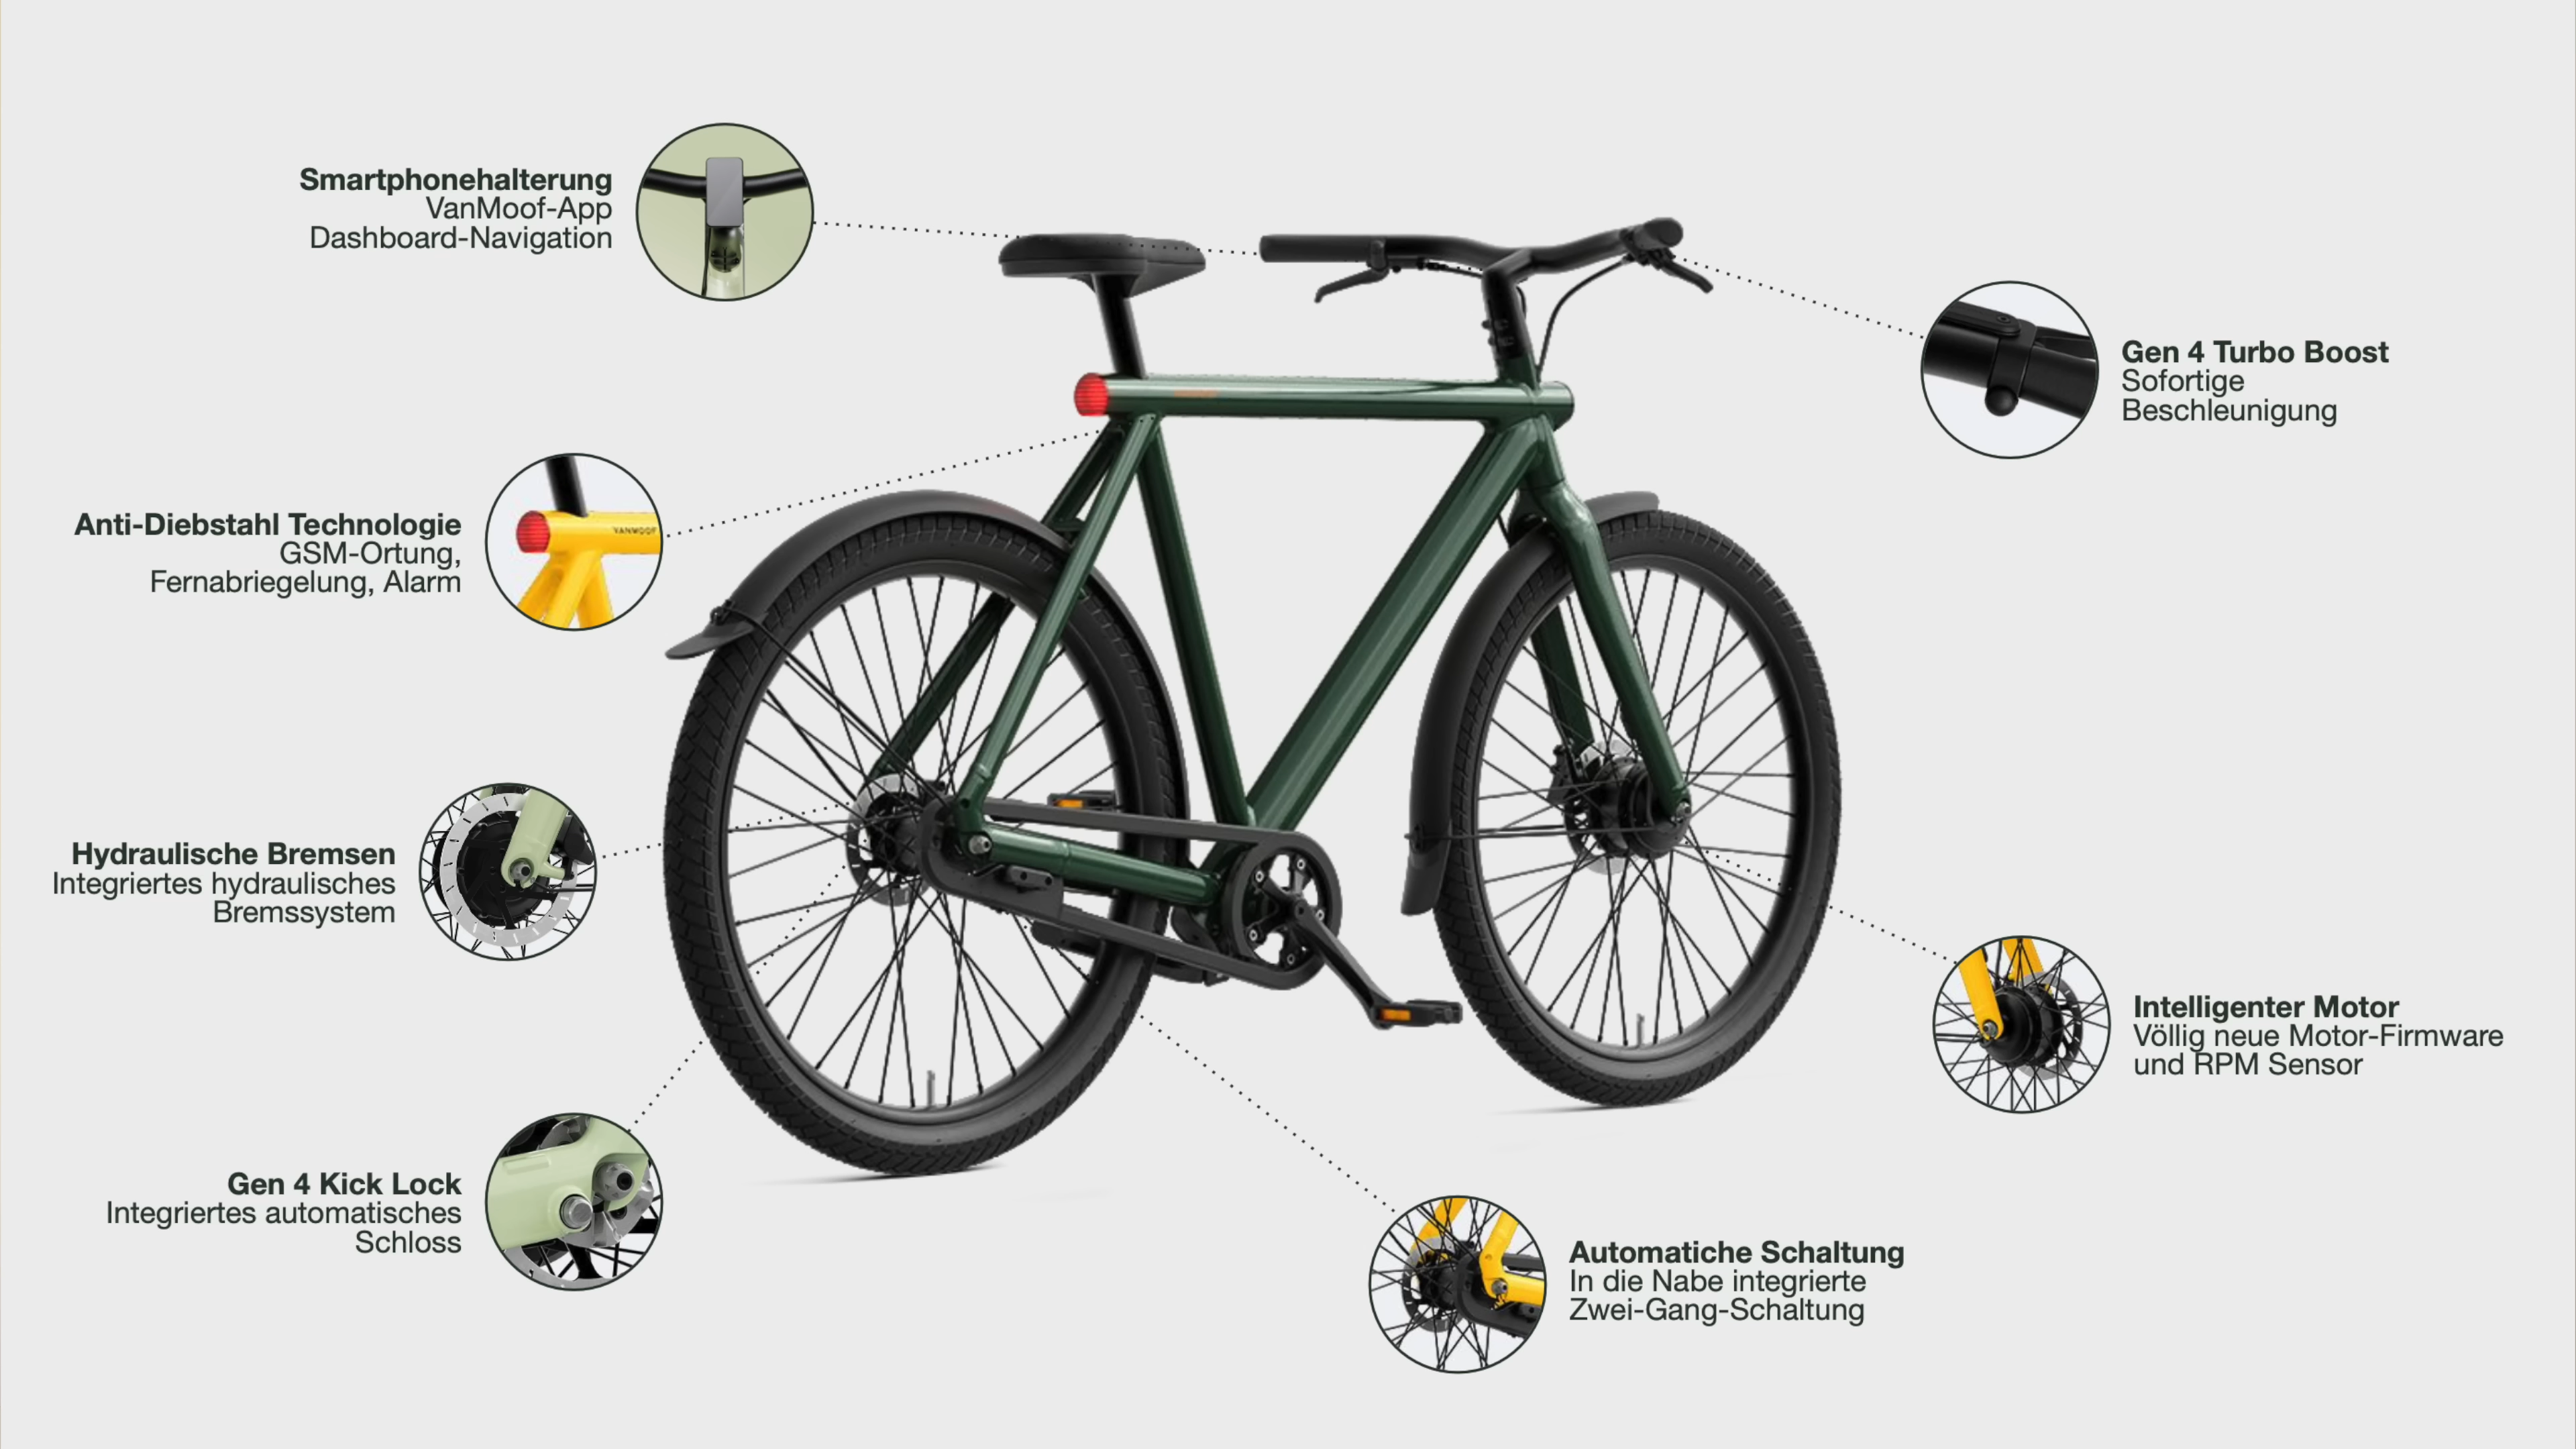 Smartphonehalterung
VanMoof-App
Dashboard-Navigation
Gen 4 Turbo Boost
Sofortige
Beschleunigung
Anti-Diebstahl Technologie
GSM-Ortung,
Fernabriegelung, Alarm
VANMOOF
Hydraulische Bremsen
Integriertes hydraulisches
Bremssystem
Intelligenter Motor
Völlig neue Motor-Firmware
und RPM Sensor
Gen 4 Kick Lock
Integriertes automatisches
Schloss
Automatiche Schaltung
In die Nabe integrierte
Zwei-Gang-Schaltung